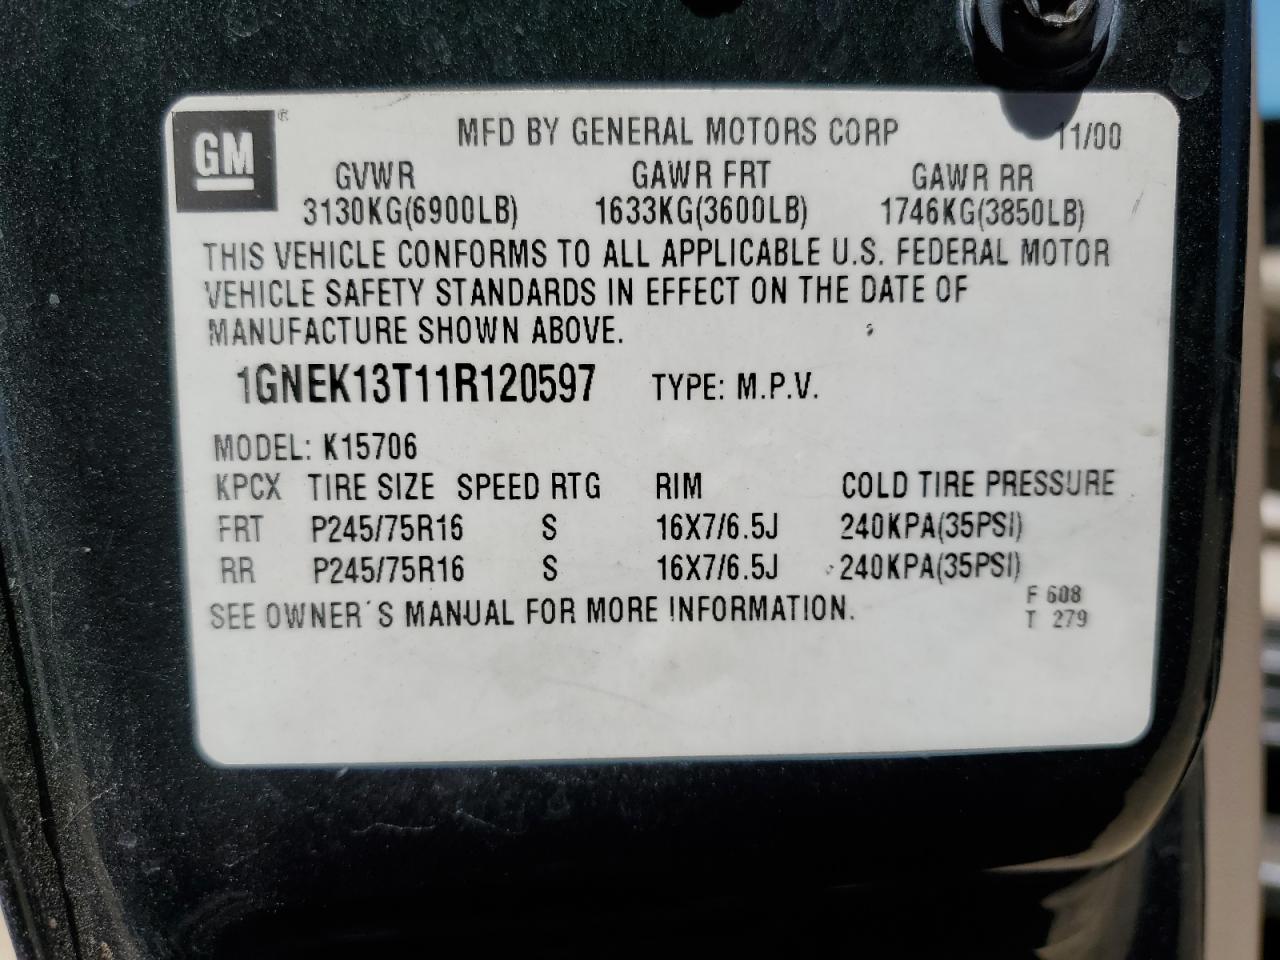 GM ®
MFD BY GENERAL MOTORS CORP 11/00
GVWR GAWR FRT GAWR RR
3130KG(6900LB) 1633KG(3600LB) 1746KG(3850LB)
THIS VEHICLE CONFORMS TO ALL APPLICABLE U.S. FEDERAL MOTOR
VEHICLE SAFETY STANDARDS IN EFFECT ON THE DATE OF
MANUFACTURE SHOWN ABOVE.
1GNEK13T11R120597 TYPE: M.P.V.
MODEL: K15706
KPCX TIRE SIZE SPEED RTG RIM COLD TIRE PRESSURE
FRT P245/75R16 S 16X7/6.5J 240KPA(35PSI)
RR P245/75R16 S 16X7/6.5J 240KPA(35PSI)
SEE OWNER'S MANUAL FOR MORE INFORMATION.
F 608
T 279